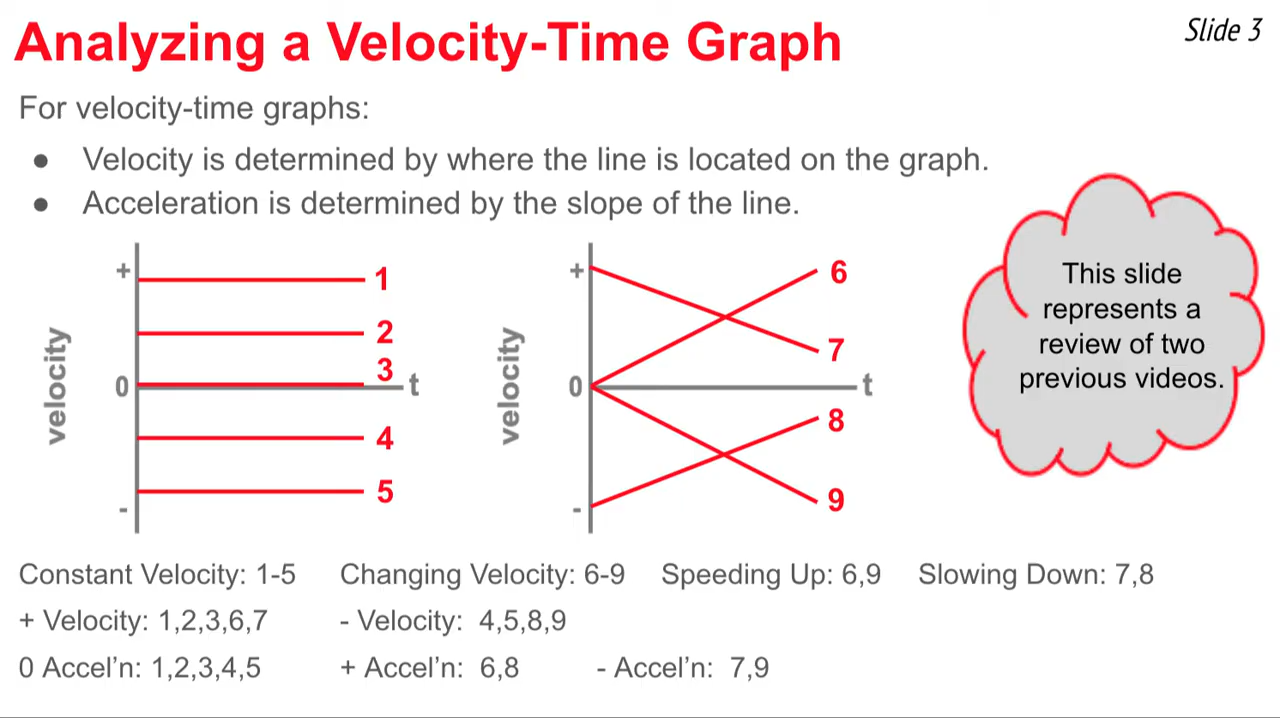 Analyzing a Velocity-Time Graph
Slide 3
For velocity-time graphs:
● Velocity is determined by where the line is located on the graph.
● Acceleration is determined by the slope of the line.
+
1
2
3
velocity
0
t
4
5
-
+
6
7
velocity
0
t
8
9
-
This slide
represents a
review of two
previous videos.
Constant Velocity: 1-5 Changing Velocity: 6-9 Speeding Up: 6,9 Slowing Down: 7,8
+ Velocity: 1,2,3,6,7 - Velocity: 4,5,8,9
0 Accel’n: 1,2,3,4,5 + Accel’n: 6,8 - Accel’n: 7,9